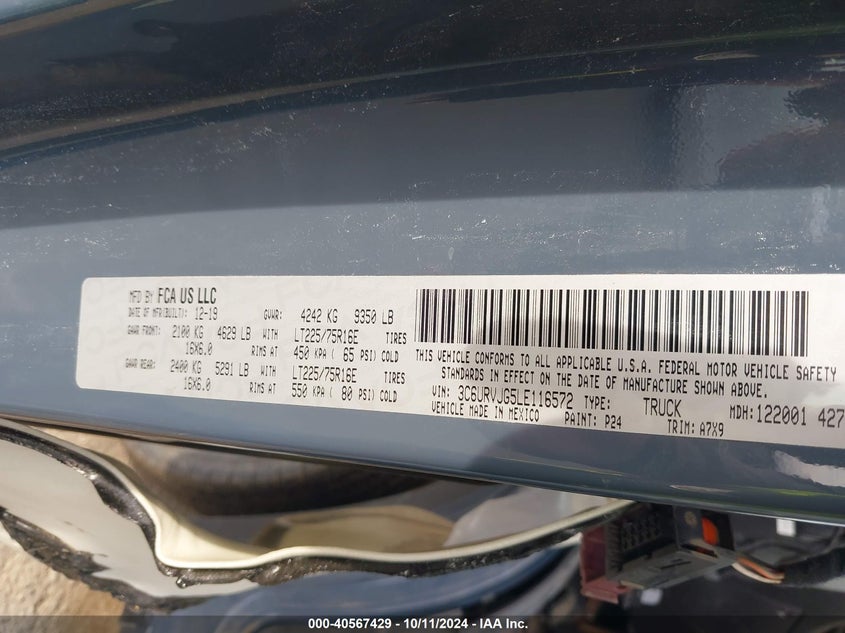 MFD BY FCA US LLC
DATE OF MFR(BUILT): 12-19 GVWR: 4242 KG 9350 LB
GAWR FRONT: 2100 KG 4629 LB WITH LT225/75R16E TIRES
16X6.0 RIMS AT 450 KPA ( 65 PSI) COLD
GAWR REAR: 2400 KG 5291 LB WITH LT225/75R16E TIRES
16X6.0 RIMS AT 550 KPA ( 80 PSI) COLD
THIS VEHICLE CONFORMS TO ALL APPLICABLE U.S.A. FEDERAL MOTOR VEHICLE SAFETY
STANDARDS IN EFFECT ON THE DATE OF MANUFACTURE SHOWN ABOVE.
VIN: 3C6URVJG5LE116572 TYPE: TRUCK MDH:122001 427
VEHICLE MADE IN MEXICO PAINT: P24 TRIM: A7X9
000-40567429 - 10/11/2024 - IAA Inc.